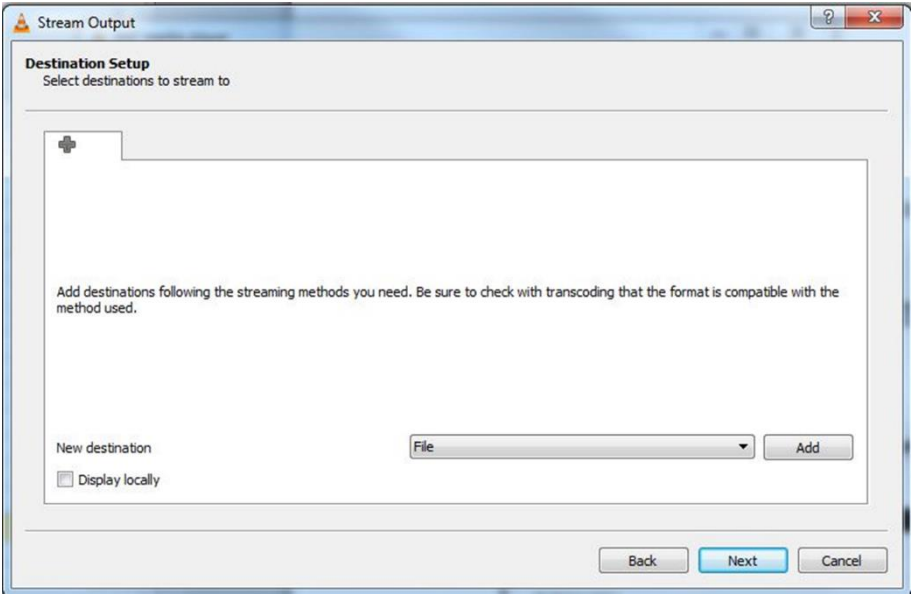 Stream Output
Destination Setup
Select destinations to stream to
Add destinations following the streaming methods you need. Be sure to check with transcoding that the format is compatible with the
method used.
New destination
File
Add
Display locally
Back
Next
Cancel